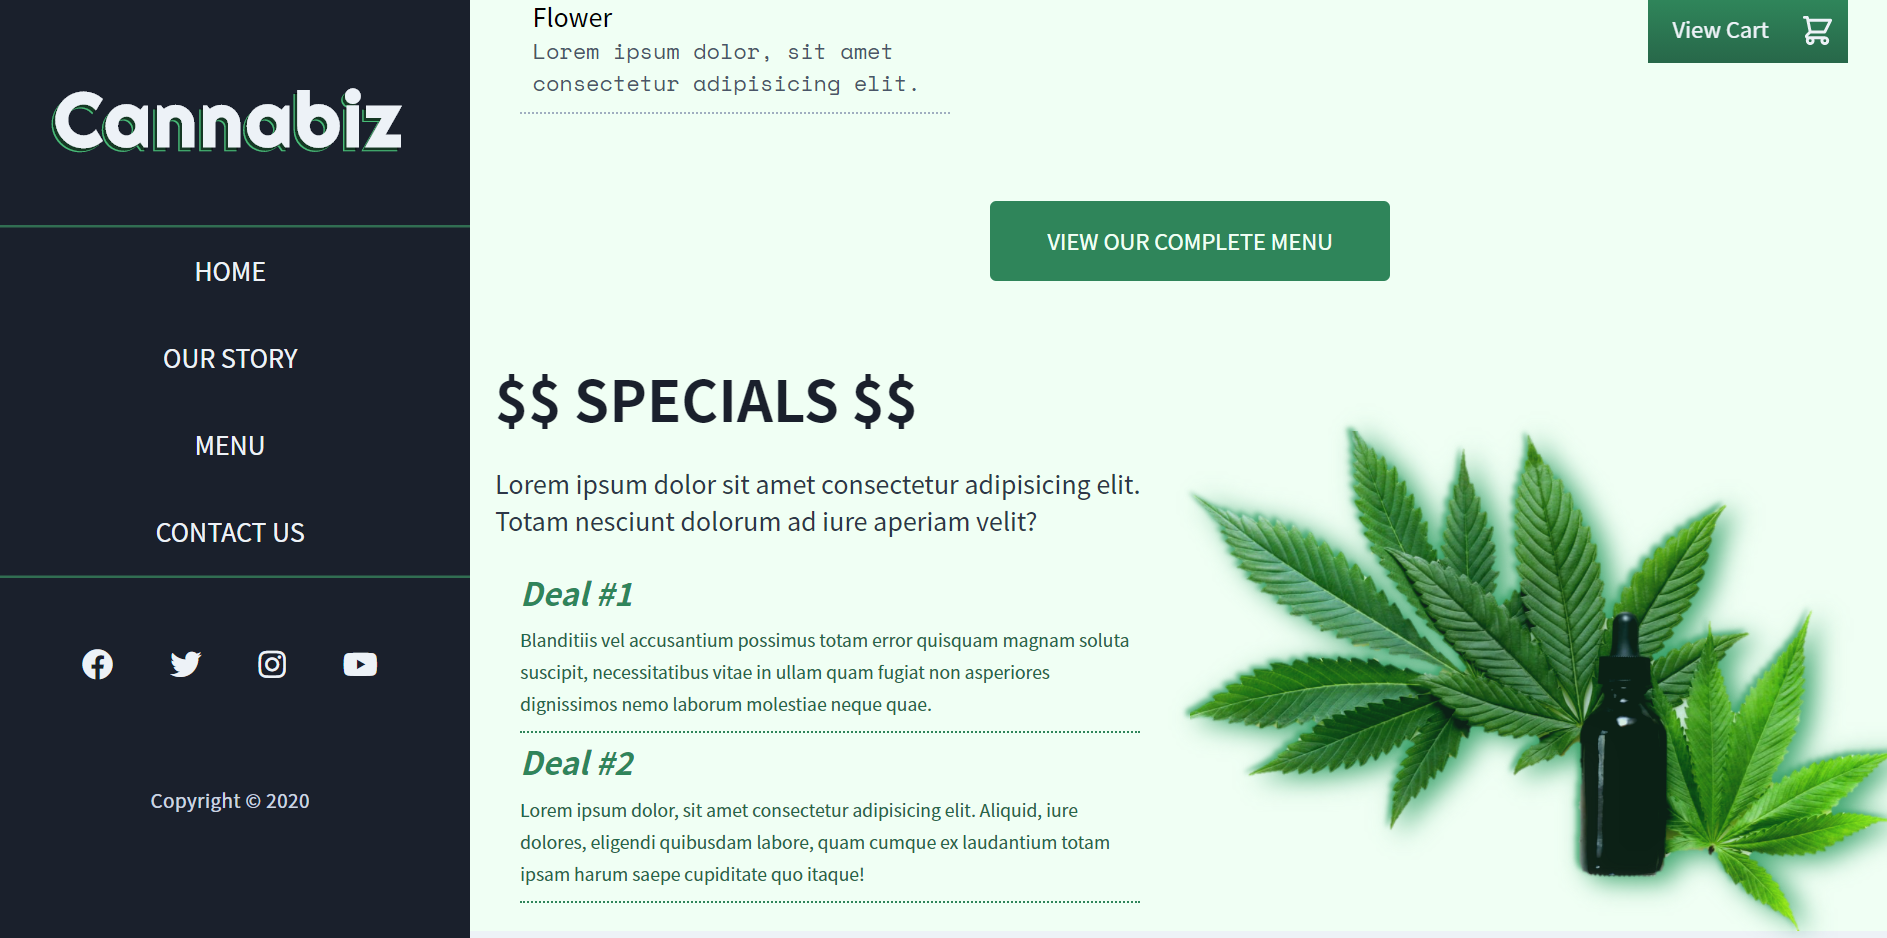 Cannabiz
HOME
OUR STORY
MENU
CONTACT US
Copyright © 2020
Flower
Lorem ipsum dolor, sit amet
consectetur adipisicing elit.
View Cart
VIEW OUR COMPLETE MENU
$$ SPECIALS $$
Lorem ipsum dolor sit amet consectetur adipisicing elit.
Totam nesciunt dolorum ad iure aperiam velit?
Deal #1
Blanditiis vel accusantium possimus totam error quisquam magnam soluta
suscipit, necessitatibus vitae in ullam quam fugiat non asperiores
dignissimos nemo laborum molestiae neque quae.
Deal #2
Lorem ipsum dolor, sit amet consectetur adipisicing elit. Aliquid, iure
dolores, eligendi quibusdam labore, quam cumque ex laudantium totam
ipsam harum saepe cupiditate quo itaque!